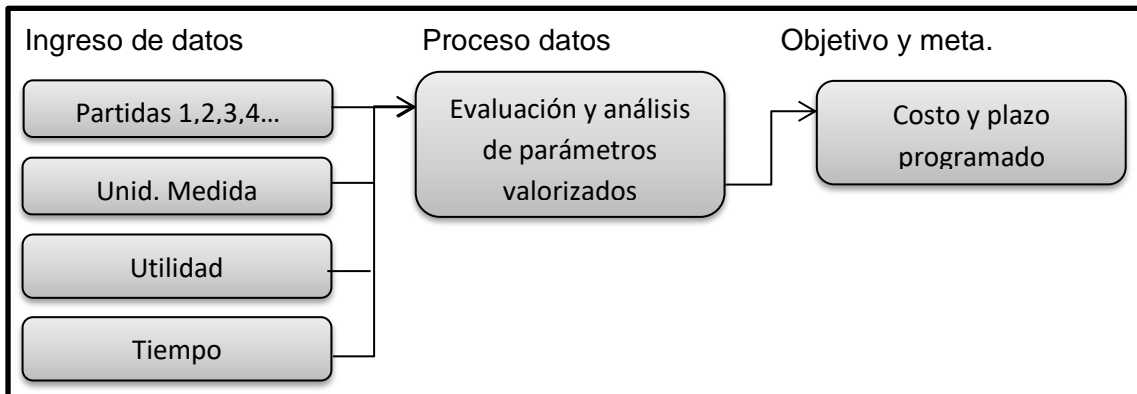 Ingreso de datos
Proceso datos
Objetivo y meta.
Partidas 1,2,3,4…
Unid. Medida
Utilidad
Tiempo
Evaluación y análisis
de parámetros
valorizados
Costo y plazo
programado